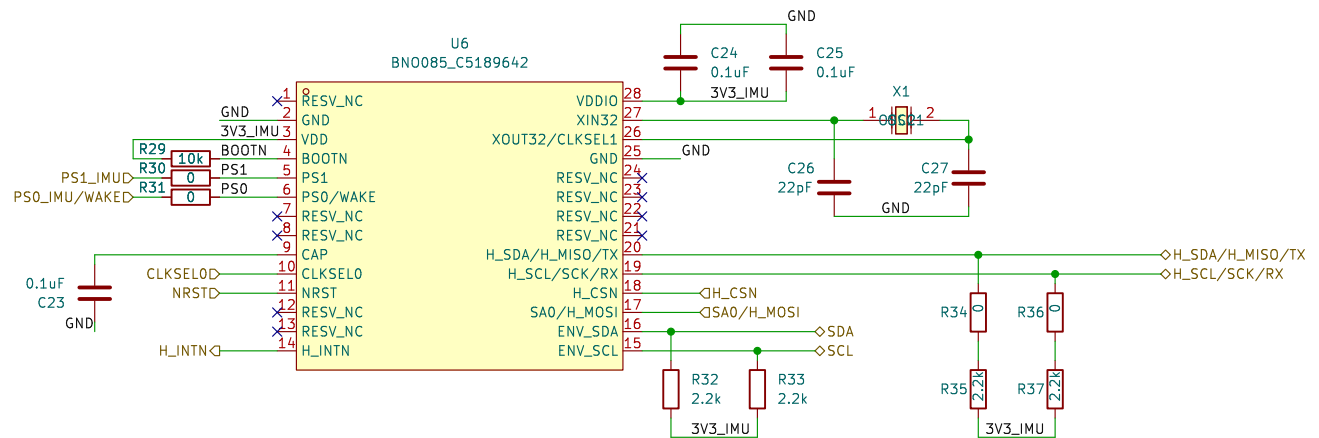 U6
BNO085_C5189642
1 RESV_NC
GND 2 GND
3V3_IMU 3 VDD
R29 10k BOOTN 4 BOOTN
PS1_IMU R30 0 PS1 5 PS1
PS0_IMU/WAKE R31 0 PS0 6 PS0/WAKE
7 RESV_NC
8 RESV_NC
9 CAP
CLKSEL0 10 CLKSEL0
NRST 11 NRST
12 RESV_NC
13 RESV_NC
H_INTN 14 H_INTN
0.1uF
C23
GND
VDDIO 28
XIN32 27
XOUT32/CLKSEL1 26
GND 25 GND
RESV_NC 24
RESV_NC 23
RESV_NC 22
RESV_NC 21
H_SDA/H_MISO/TX 20 H_SDA/H_MISO/TX
H_SCL/SCK/RX 19 H_SCL/SCK/RX
H_CSN 18 H_CSN
SA0/H_MOSI 17 SA0/H_MOSI
ENV_SDA 16 SDA
ENV_SCL 15 SCL
GND
C24
0.1uF
C25
0.1uF
3V3_IMU
X1
1 2
C26
22pF
C27
22pF
GND
R32
2.2k
R33
2.2k
3V3_IMU
R34 0
R36 0
R35 2.2k
R37 2.2k
3V3_IMU